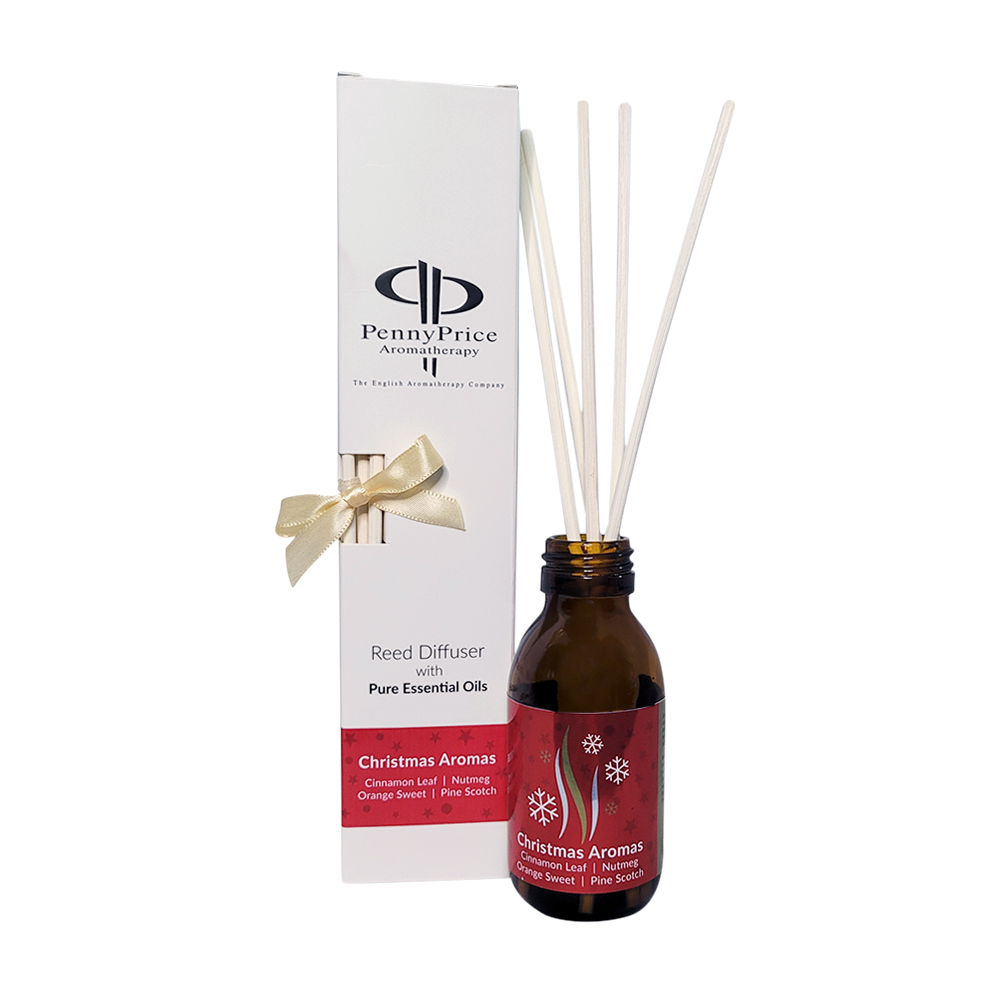 PennyPrice
Aromatherapy
The English Aromatherapy Company
Reed Diffuser
with
Pure Essential Oils
Christmas Aromas
Cinnamon Leaf | Nutmeg
Orange Sweet | Pine Scotch
Christmas Aromas
Cinnamon Leaf | Nutmeg
Orange Sweet | Pine Scotch